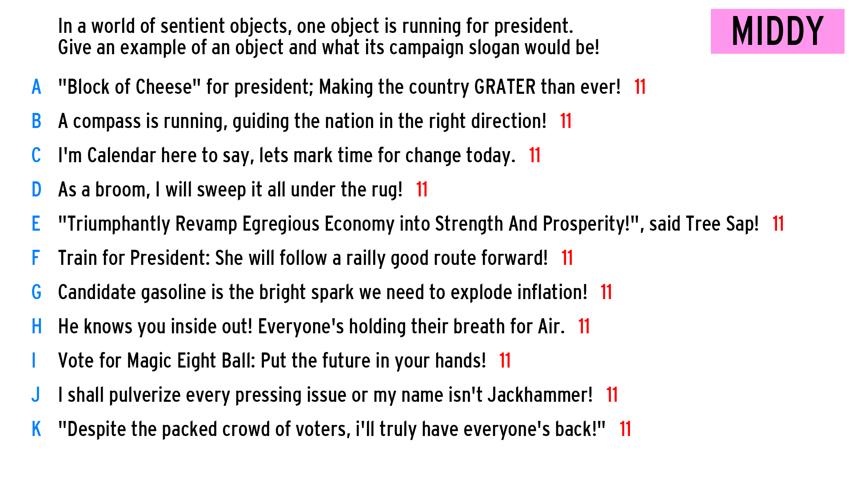 In a world of sentient objects, one object is running for president.
Give an example of an object and what its campaign slogan would be!
MIDDY
A "Block of Cheese" for president; Making the country GRATER than ever! 11
B A compass is running, guiding the nation in the right direction! 11
C I'm Calendar here to say, lets mark time for change today. 11
D As a broom, I will sweep it all under the rug! 11
E "Triumphantly Revamp Egregious Economy into Strength And Prosperity!", said Tree Sap! 11
F Train for President: She will follow a railly good route forward! 11
G Candidate gasoline is the bright spark we need to explode inflation! 11
H He knows you inside out! Everyone's holding their breath for Air. 11
I Vote for Magic Eight Ball: Put the future in your hands! 11
J I shall pulverize every pressing issue or my name isn't Jackhammer! 11
K "Despite the packed crowd of voters, i'll truly have everyone's back!" 11